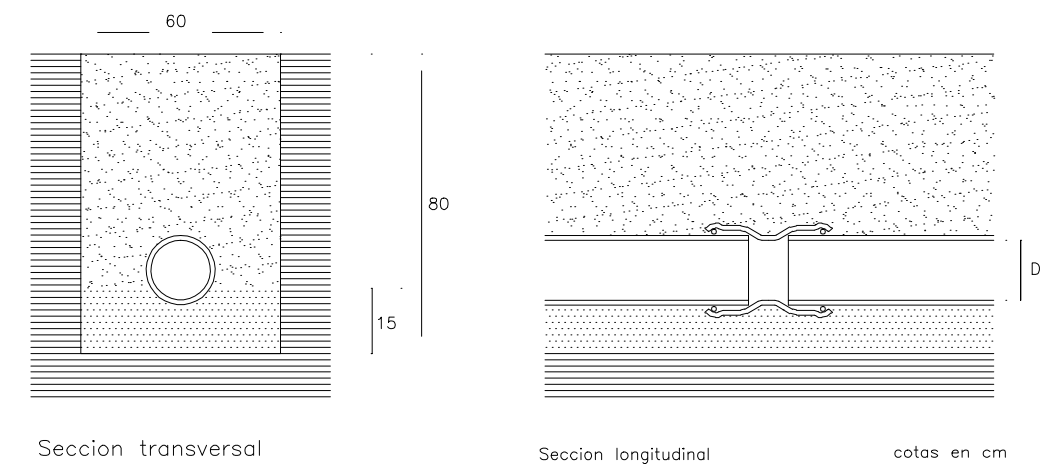 60
80
15
D
Seccion transversal
Seccion longitudinal
cotas en cm